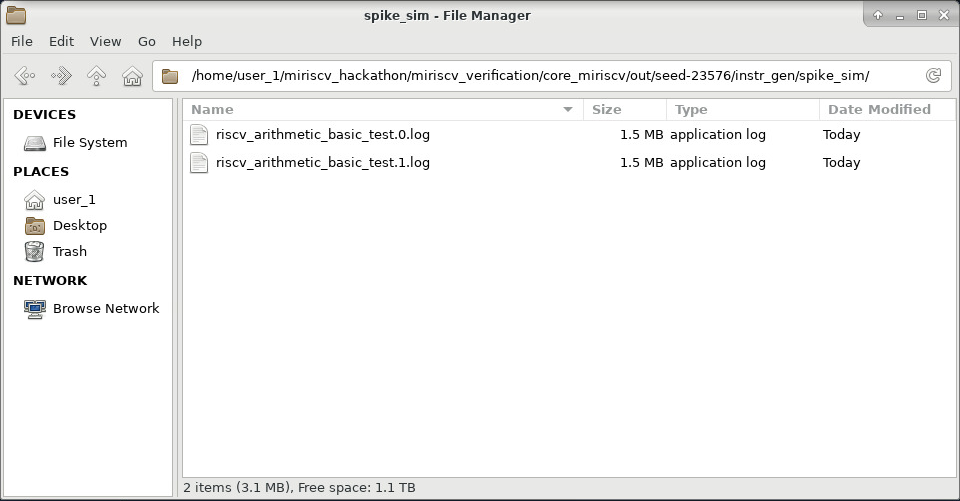 spike_sim - File Manager
File Edit View Go Help
/home/user_1/miriscv_hackathon/miriscv_verification/core_miriscv/out/seed-23576/instr_gen/spike_sim/
DEVICES
File System
PLACES
user_1
Desktop
Trash
NETWORK
Browse Network
Name Size Type Date Modified
riscv_arithmetic_basic_test.0.log 1.5 MB application log Today
riscv_arithmetic_basic_test.1.log 1.5 MB application log Today
2 items (3.1 MB), Free space: 1.1 TB